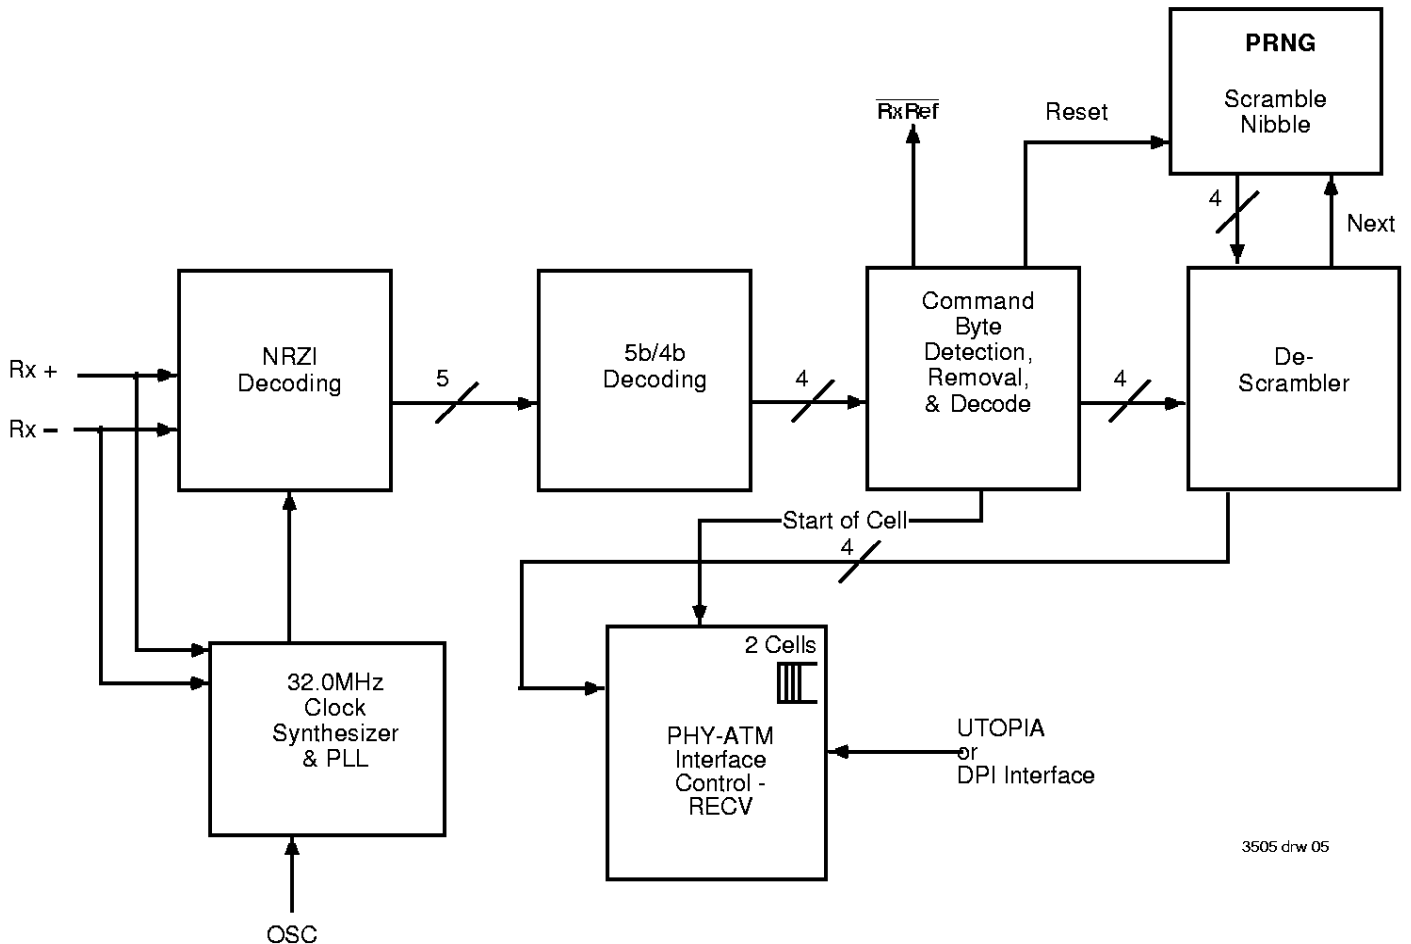 PRNG
Scramble
Nibble
RxRef
Reset
4
Next
Rx +
Rx –
NRZI
Decoding
5
5b/4b
Decoding
4
Command
Byte
Detection,
Removal,
& Decode
4
De-
Scrambler
Start of Cell
4
32.0MHz
Clock
Synthesizer
& PLL
2 Cells
PHY-ATM
Interface
Control -
RECV
UTOPIA
or
DPI Interface
3505 drw 05
OSC